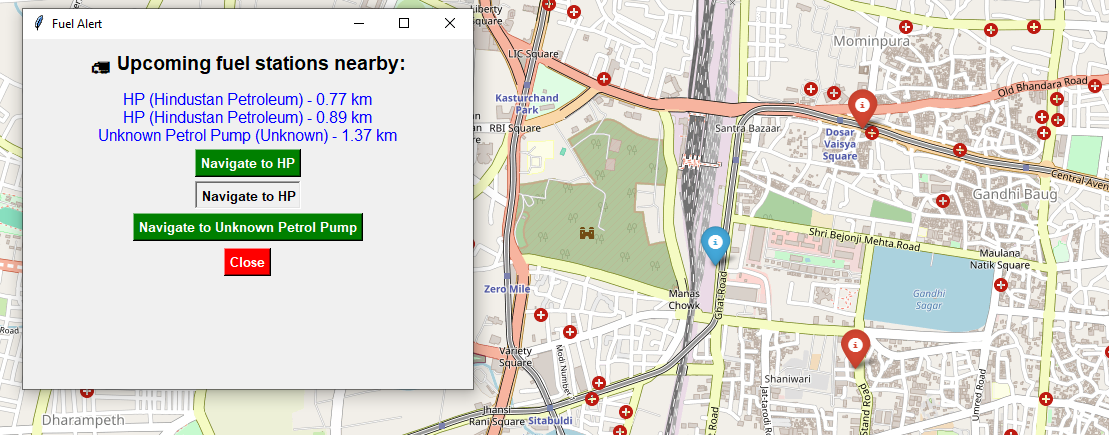 Fuel Alert
Upcoming fuel stations nearby:
HP (Hindustan Petroleum) - 0.77 km
HP (Hindustan Petroleum) - 0.89 km
Unknown Petrol Pump (Unknown) - 1.37 km
Navigate to HP
Navigate to HP
Navigate to Unknown Petrol Pump
Close
Liberty
Square
LIC Square
Kasturchand
Park
RBI Square
Zero Mile
Variety
Square
Modi Number
Jhansi
Rani Square
Sitabuldi
Dharampeth
Road
Mominpura
Old Bhandara Road
Santra Bazaar
Dosar
Vaisya
Square
Central Aven
Gandhi Baug
Shri Bejonji Mehta Road
Maulana
Natik Square
Gandhi
Sagar
Manas
Chowk
Ghat Road
Shaniwari
Jat-tarodi
Stand Road
Umred Road